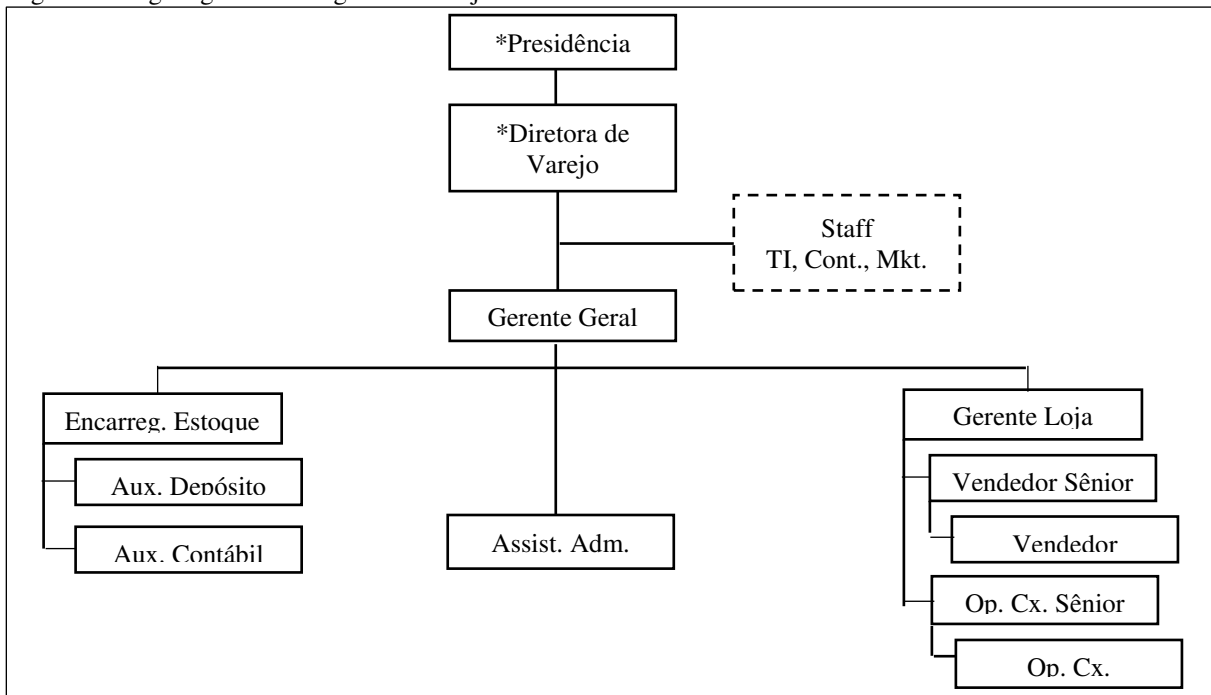 *Presidência
*Diretora de
Varejo
Staff
TI, Cont., Mkt.
Gerente Geral
Encarreg. Estoque
Aux. Depósito
Aux. Contábil
Assist. Adm.
Gerente Loja
Vendedor Sênior
Vendedor
Op. Cx. Sênior
Op. Cx.